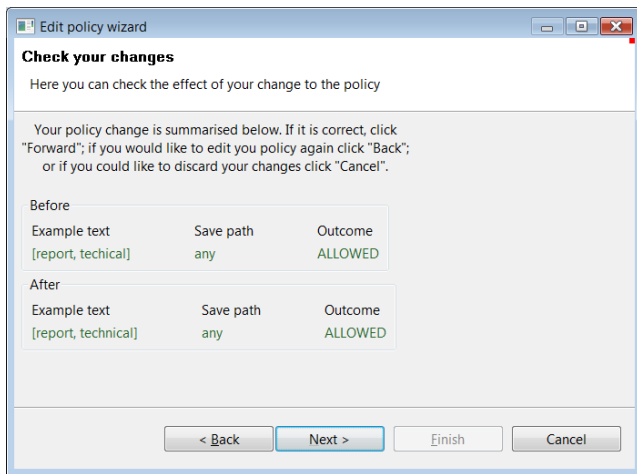 Edit policy wizard
Check your changes
Here you can check the effect of your change to the policy
Your policy change is summarised below. If it is correct, click
"Forward"; if you would like to edit you policy again click "Back";
or if you could like to discard your changes click "Cancel".
Before
Example text Save path Outcome
[report, techical] any ALLOWED
After
Example text Save path Outcome
[report, technical] any ALLOWED
< Back Next > Finish Cancel